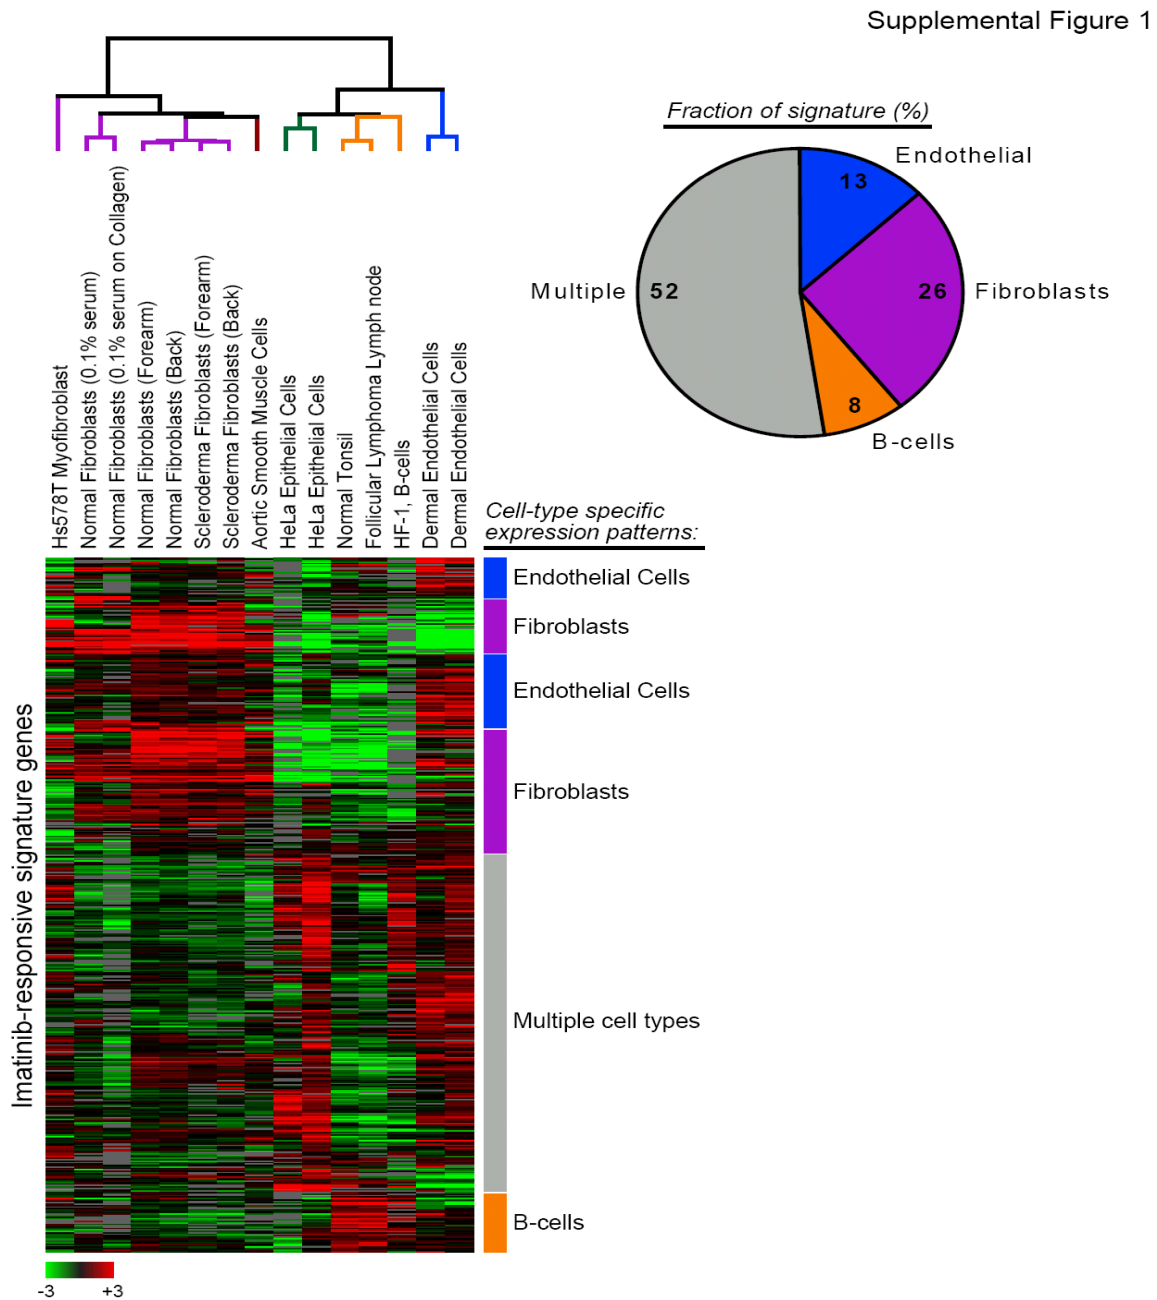 Supplemental Figure 1
Fraction of signature (%)
Endothelial
13
Multiple
52
26
Fibroblasts
8
B-cells
Hs578T Myofibroblast
Normal Fibroblasts (0.1% serum)
Normal Fibroblasts (0.1% serum on Collagen)
Normal Fibroblasts (Forearm)
Normal Fibroblasts (Back)
Scleroderma Fibroblasts (Forearm)
Scleroderma Fibroblasts (Back)
Aortic Smooth Muscle Cells
HeLa Epithelial Cells
HeLa Epithelial Cells
Normal Tonsil
Follicular Lymphoma Lymph node
HF-1, B-cells
Dermal Endothelial Cells
Dermal Endothelial Cells
Cell-type specific
expression patterns:
Endothelial Cells
Fibroblasts
Endothelial Cells
Fibroblasts
Multiple cell types
B-cells
Imatinib-responsive signature genes
-3
+3